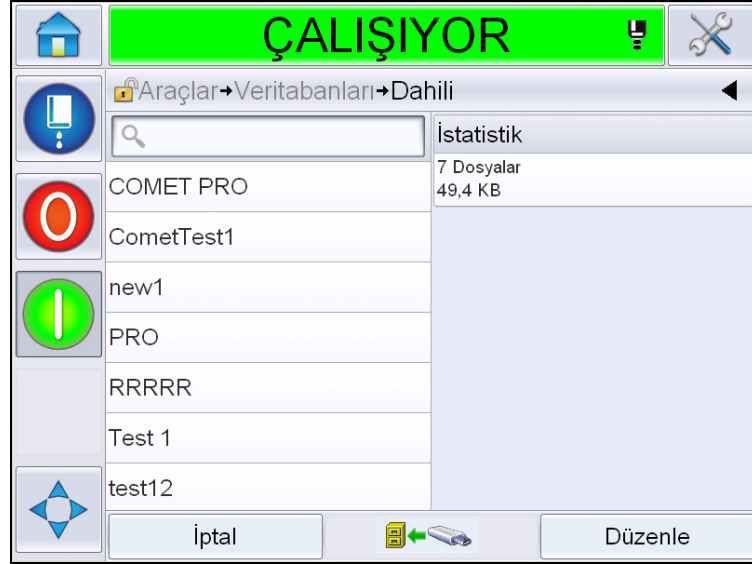 ÇALIŞIYOR
Araçlar→Veritabanları→Dahili
İstatistik
7 Dosyalar
49,4 KB
COMET PRO
CometTest1
new1
PRO
RRRRR
Test 1
test12
İptal
Düzenle